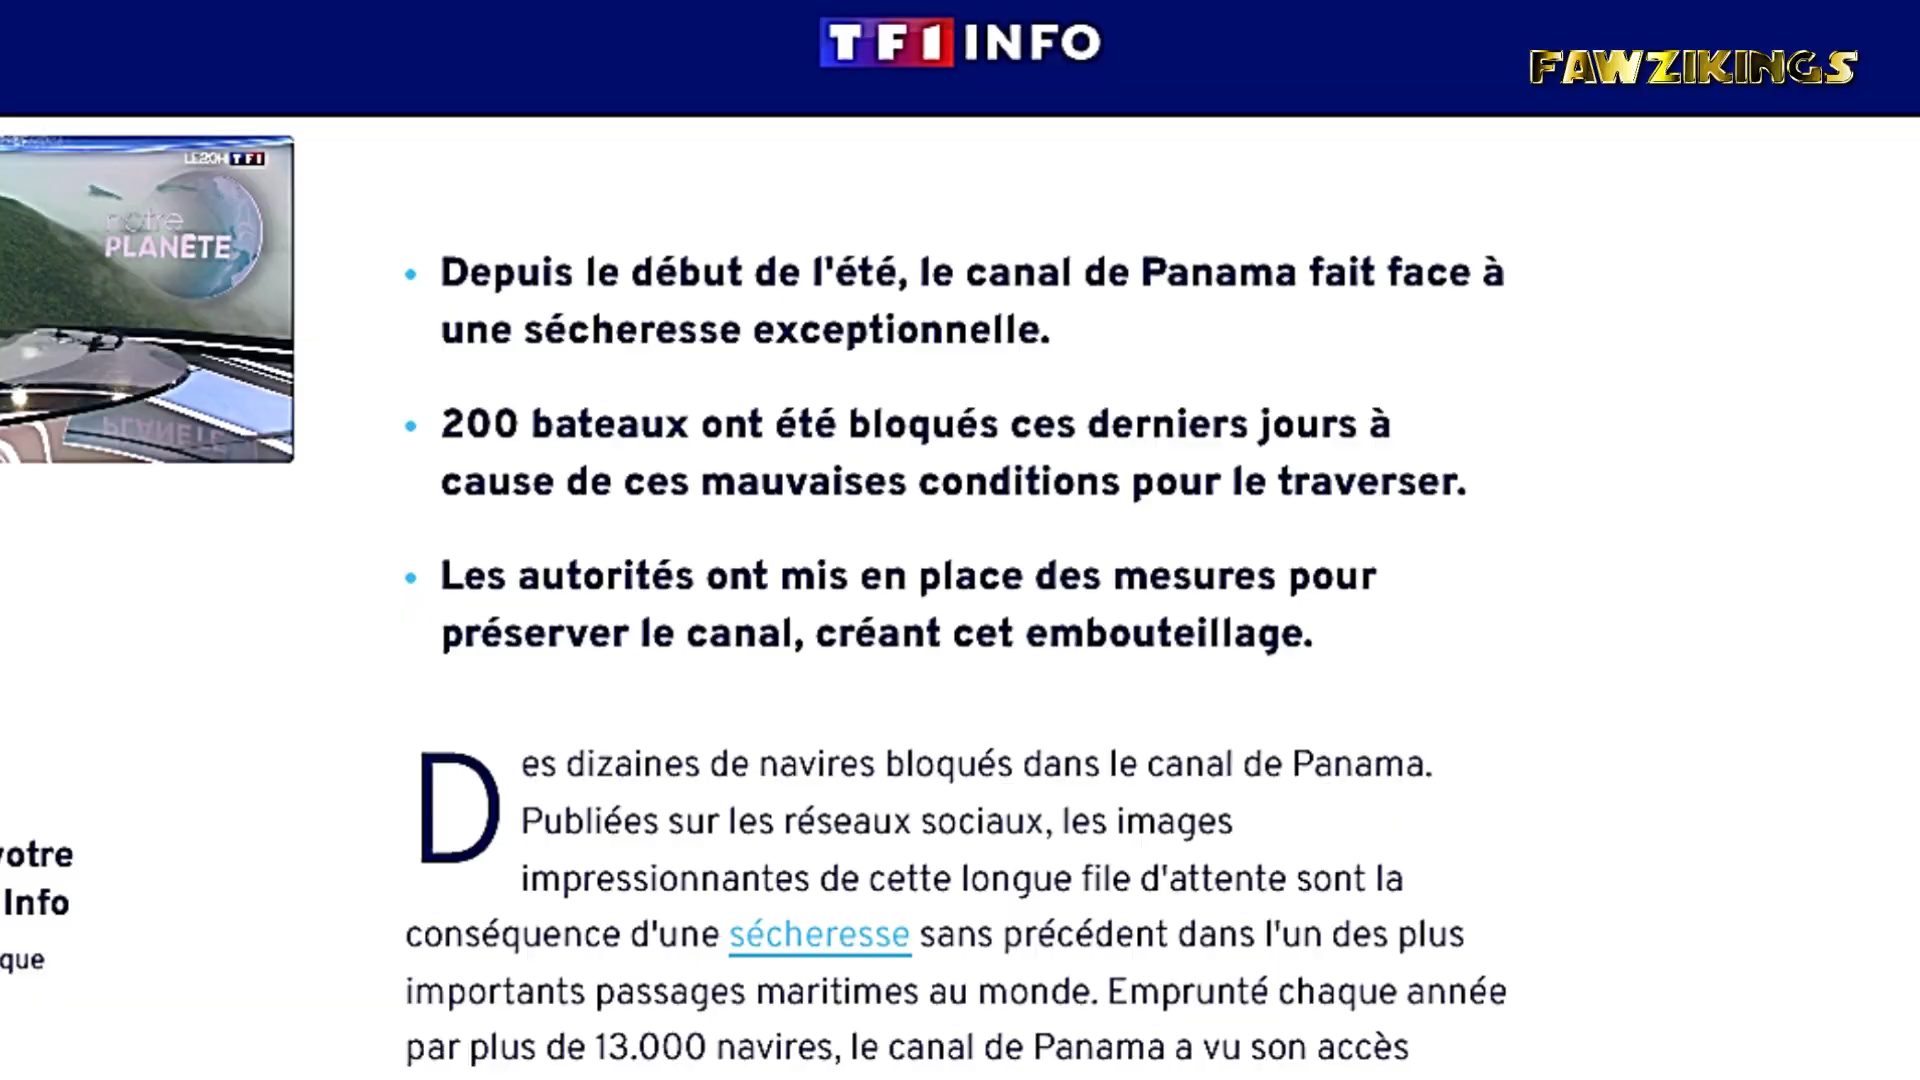 TF1 INFO
FAWZIKINGS
LE20H TF1
notre
PLANÈTE
Depuis le début de l'été, le canal de Panama fait face à
une sécheresse exceptionnelle.
200 bateaux ont été bloqués ces derniers jours à
cause de ces mauvaises conditions pour le traverser.
Les autorités ont mis en place des mesures pour
préserver le canal, créant cet embouteillage.
Des dizaines de navires bloqués dans le canal de Panama.
Publiées sur les réseaux sociaux, les images
impressionnantes de cette longue file d'attente sont la
conséquence d'une sécheresse sans précédent dans l'un des plus
importants passages maritimes au monde. Emprunté chaque année
par plus de 13.000 navires, le canal de Panama a vu son accès
votre
Info
que